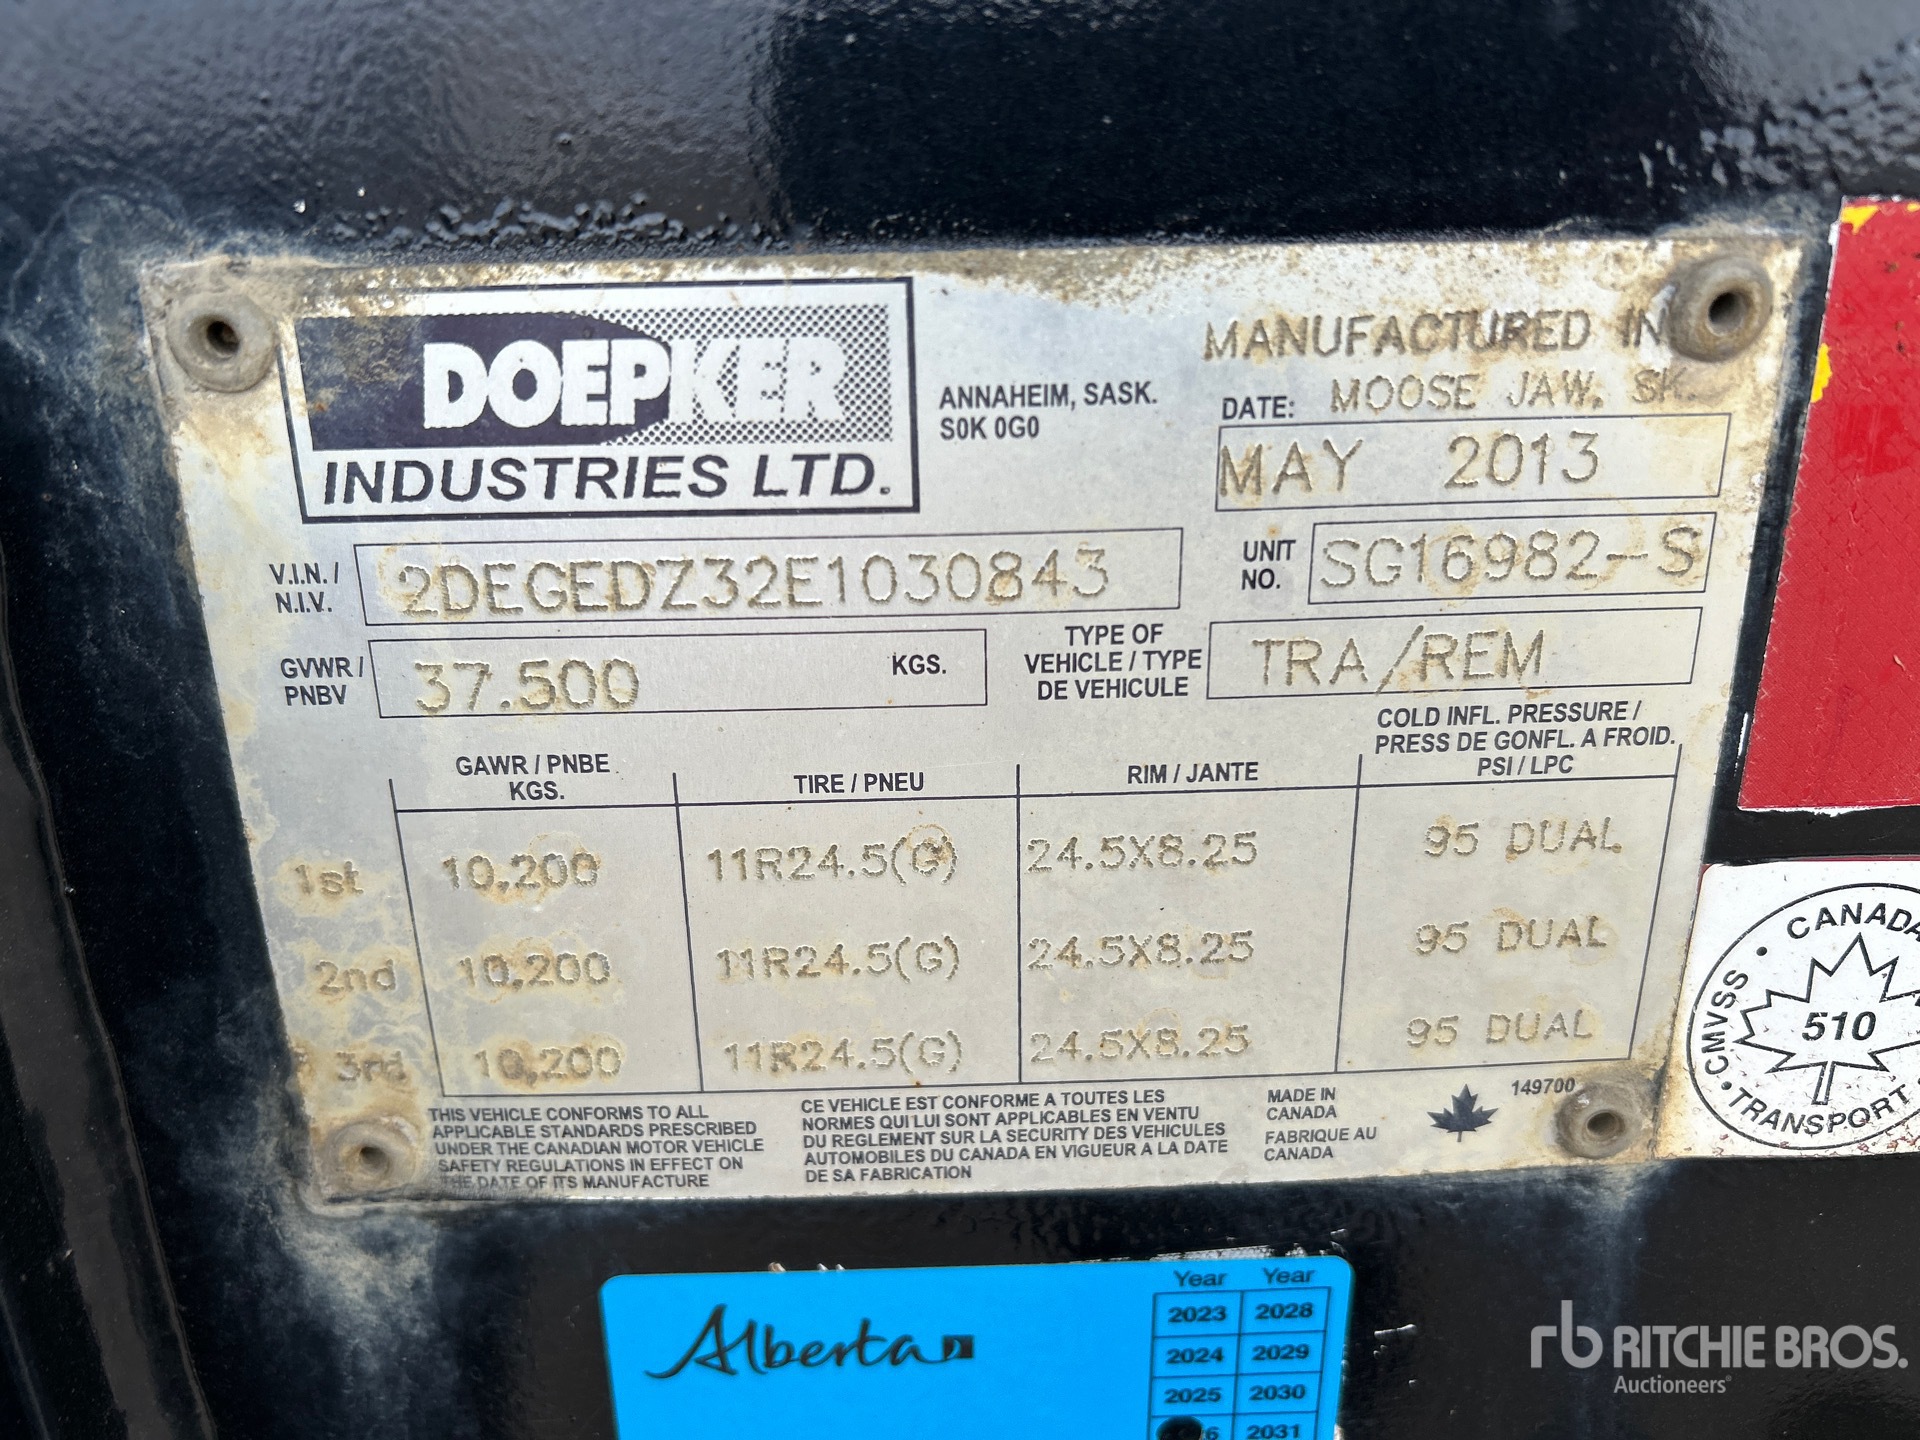 DOEPKER
INDUSTRIES LTD.
ANNAHEIM, SASK.
S0K 0G0
MANUFACTURED IN
DATE: MOOSE JAW, SK.
MAY 2013
V.I.N. /
N.I.V.
2DEGEDZ32E1030843
UNIT
NO.
SG16982-S
GVWR /
PNBV
37.500 KGS.
TYPE OF
VEHICLE / TYPE
DE VEHICULE
TRA/REM
GAWR / PNBE
KGS.
TIRE / PNEU
RIM / JANTE
COLD INFL. PRESSURE /
PRESS DE GONFL. A FROID.
PSI / LPC
1st 10,200 11R24.5(G) 24.5X8.25 95 DUAL
2nd 10,200 11R24.5(G) 24.5X8.25 95 DUAL
3rd 10,200 11R24.5(G) 24.5X8.25 95 DUAL
THIS VEHICLE CONFORMS TO ALL
APPLICABLE STANDARDS PRESCRIBED
UNDER THE CANADIAN MOTOR VEHICLE
SAFETY REGULATIONS IN EFFECT ON
THE DATE OF ITS MANUFACTURE
CE VEHICLE EST CONFORME A TOUTES LES
NORMES QUI LUI SONT APPLICABLES EN VENTU
DU REGLEMENT SUR LA SECURITY DES VEHICULES
AUTOMOBILES DU CANADA EN VIGUEUR A LA DATE
DE SA FABRICATION
MADE IN
CANADA
FABRIQUE AU
CANADA
149700
CANADA
CMVSS
510
TRANSPORT
Alberta
Year Year
2023 2028
2024 2029
2025 2030
2031
rb RITCHIE BROS.
Auctioneers